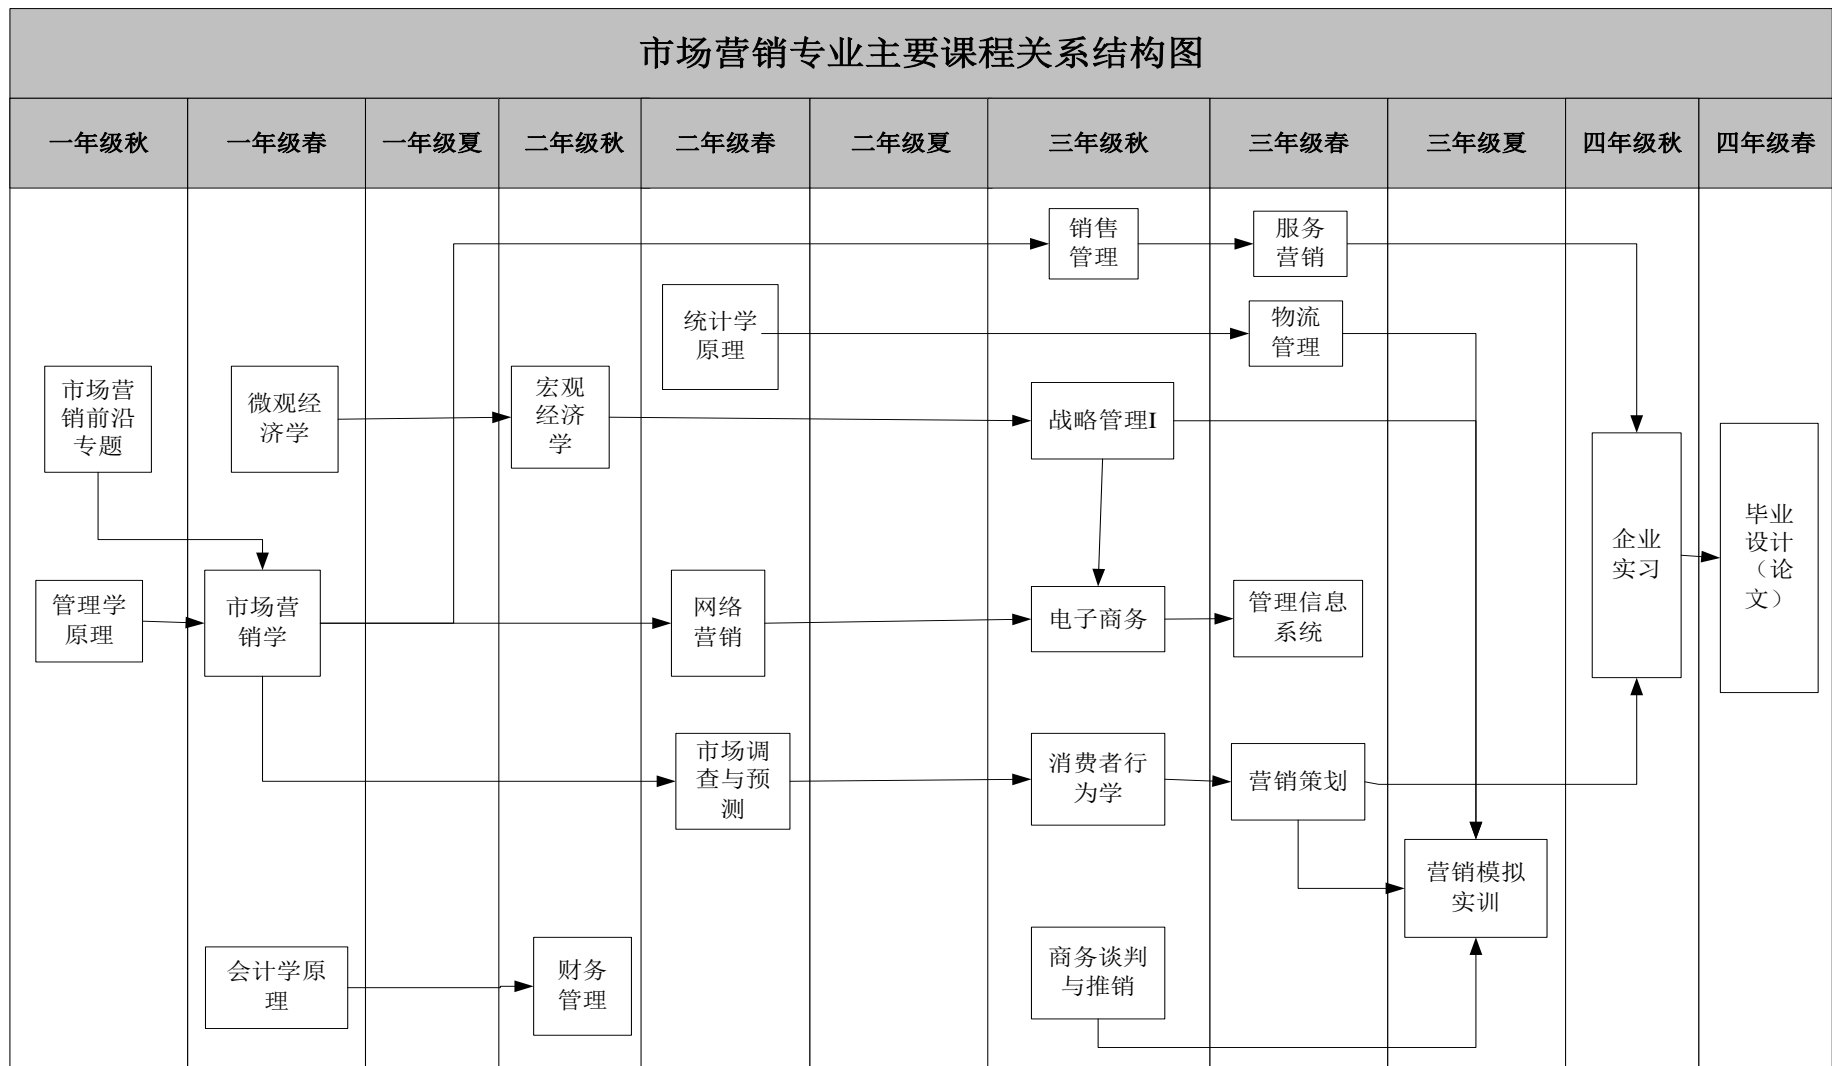 市场营销专业主要课程关系结构图
一年级秋
一年级春
一年级夏
二年级秋
二年级春
二年级夏
三年级秋
三年级春
三年级夏
四年级秋
四年级春
销售
管理
服务
营销
统计学
原理
物流
管理
市场营
销前沿
专题
微观经
济学
宏观
经济
学
战略管理I
管理学
原理
市场营
销学
网络
营销
电子商务
管理信息
系统
企业
实习
毕业
设计
（论
文）
市场调
查与预
测
消费者行
为学
营销策划
营销模拟
实训
会计学原
理
财务
管理
商务谈判
与推销